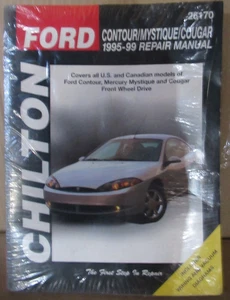 26170
FORD
CONTOUR/MYSTIQUE/COUGAR
1995-99 REPAIR MANUAL
Covers all U.S. and Canadian models of
Ford Contour, Mercury Mystique and Cougar
Front Wheel Drive
CHILTON
The First Step In Repair